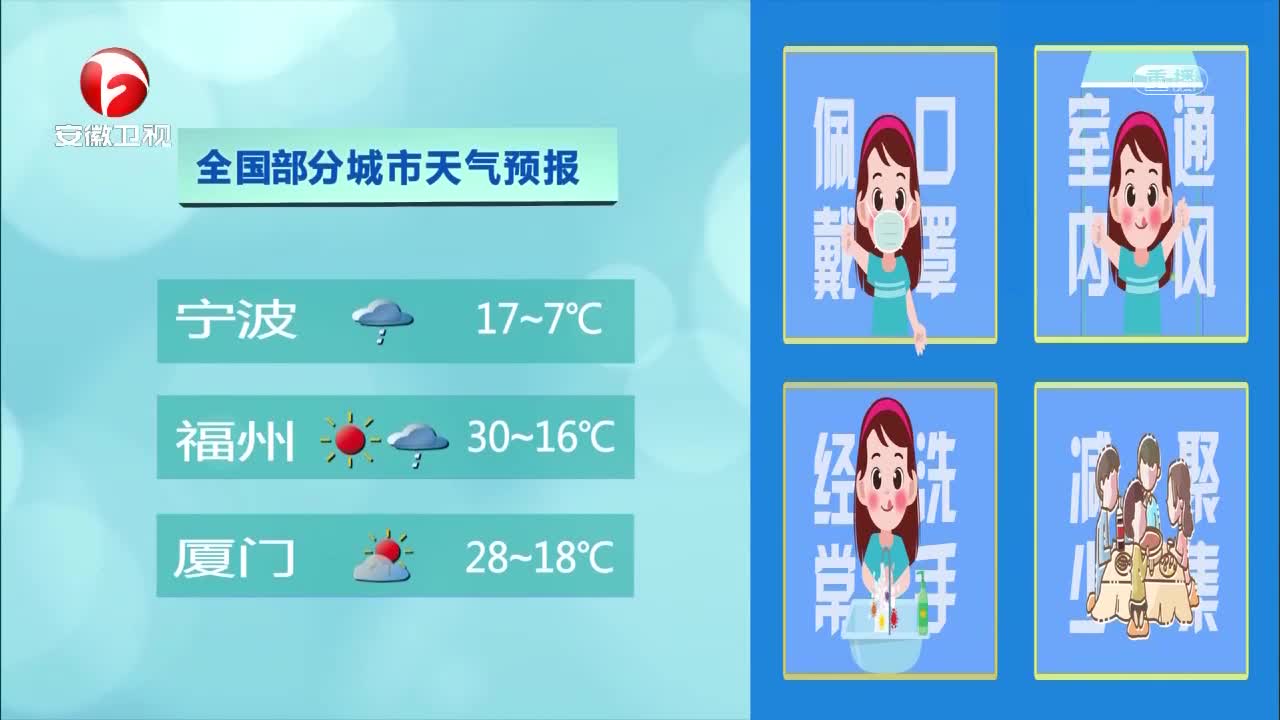 安徽卫视
全国部分城市天气预报
宁波 17~7℃
福州 30~16℃
厦门 28~18℃
佩戴口罩
重播
室内通风
经常洗手
减少聚集